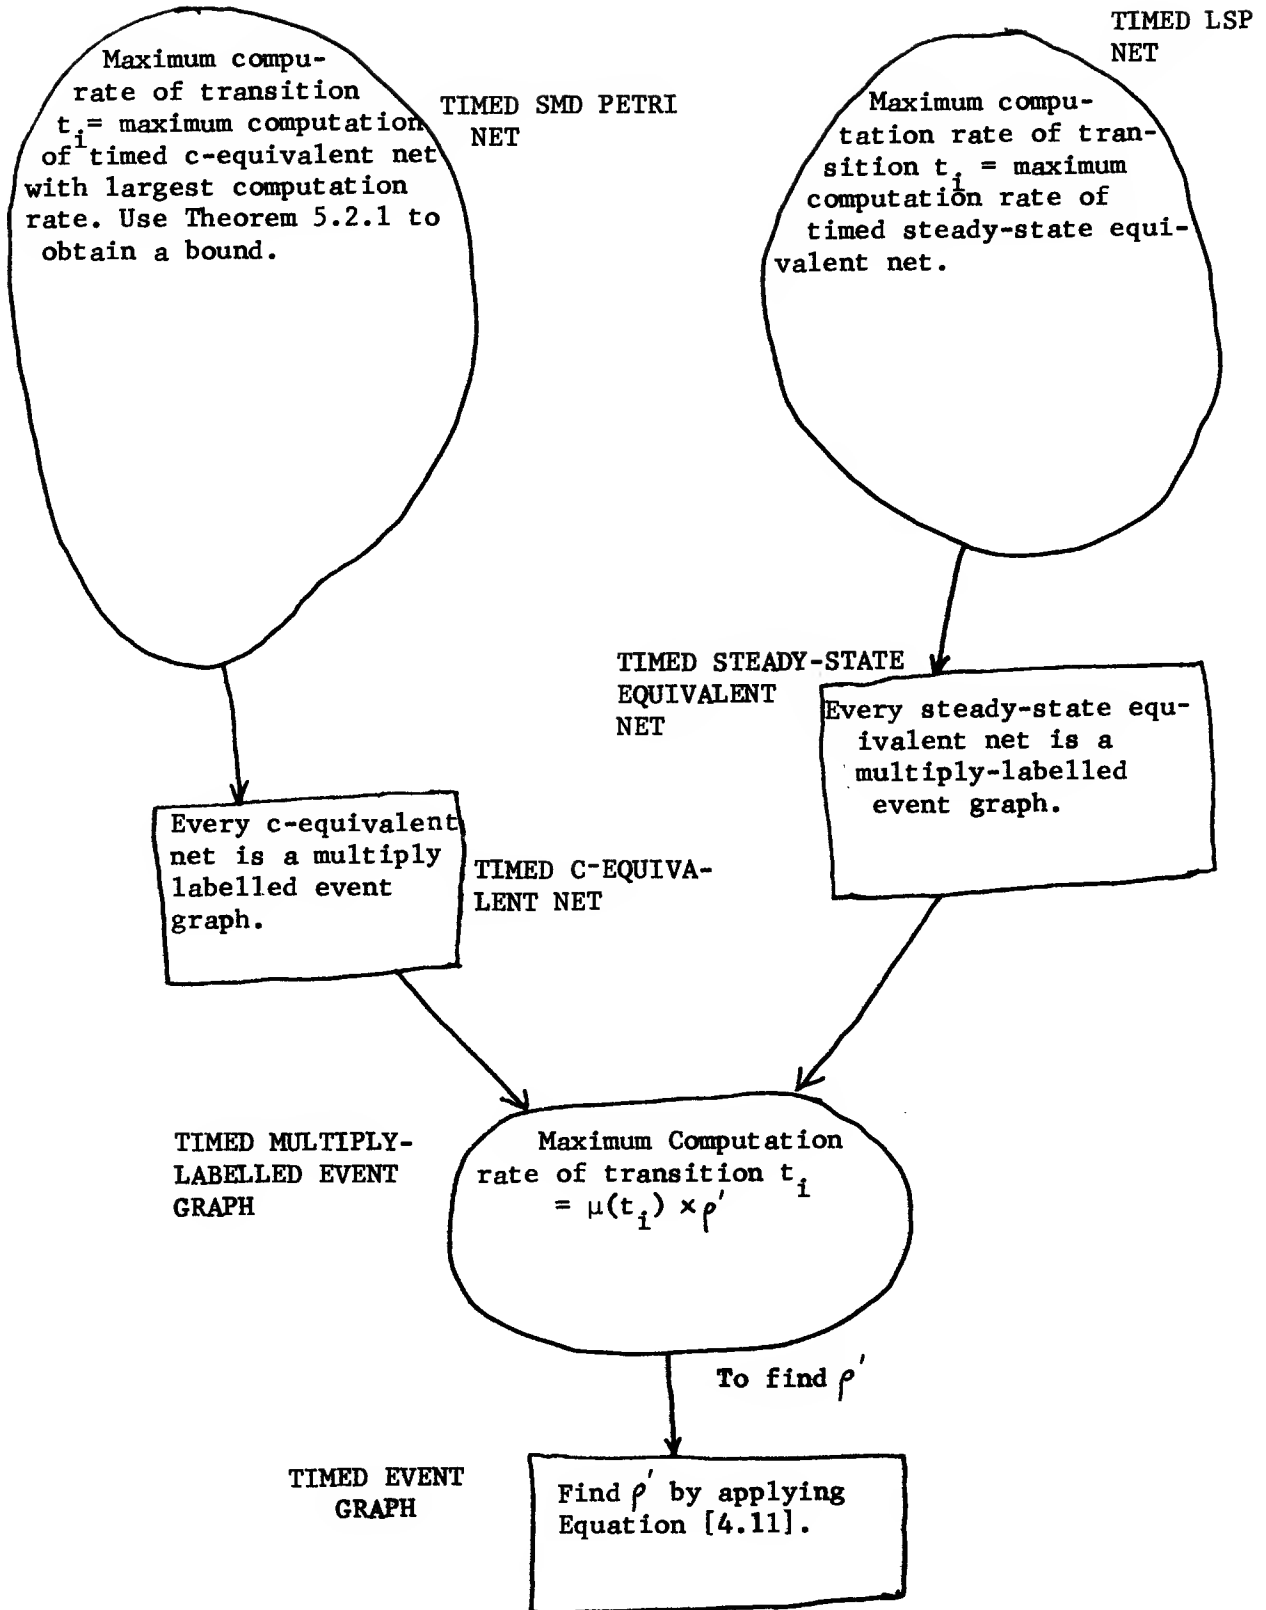 Maximum compu-
rate of transition
t_i = maximum computation
of timed c-equivalent net
with largest computation
rate. Use Theorem 5.2.1 to
obtain a bound.
TIMED SMD PETRI
NET
TIMED LSP
NET
Maximum compu-
tation rate of tran-
sition t_i = maximum
computation rate of
timed steady-state equi-
valent net.
TIMED STEADY-STATE
EQUIVALENT
NET
Every steady-state equ-
ivalent net is a
multiply-labelled
event graph.
Every c-equivalent
net is a multiply
labelled event
graph.
TIMED C-EQUIVA-
LENT NET
TIMED MULTIPLY-
LABELLED EVENT
GRAPH
Maximum Computation
rate of transition t_i
= μ(t_i) × ρ'
To find ρ'
TIMED EVENT
GRAPH
Find ρ' by applying
Equation [4.11].